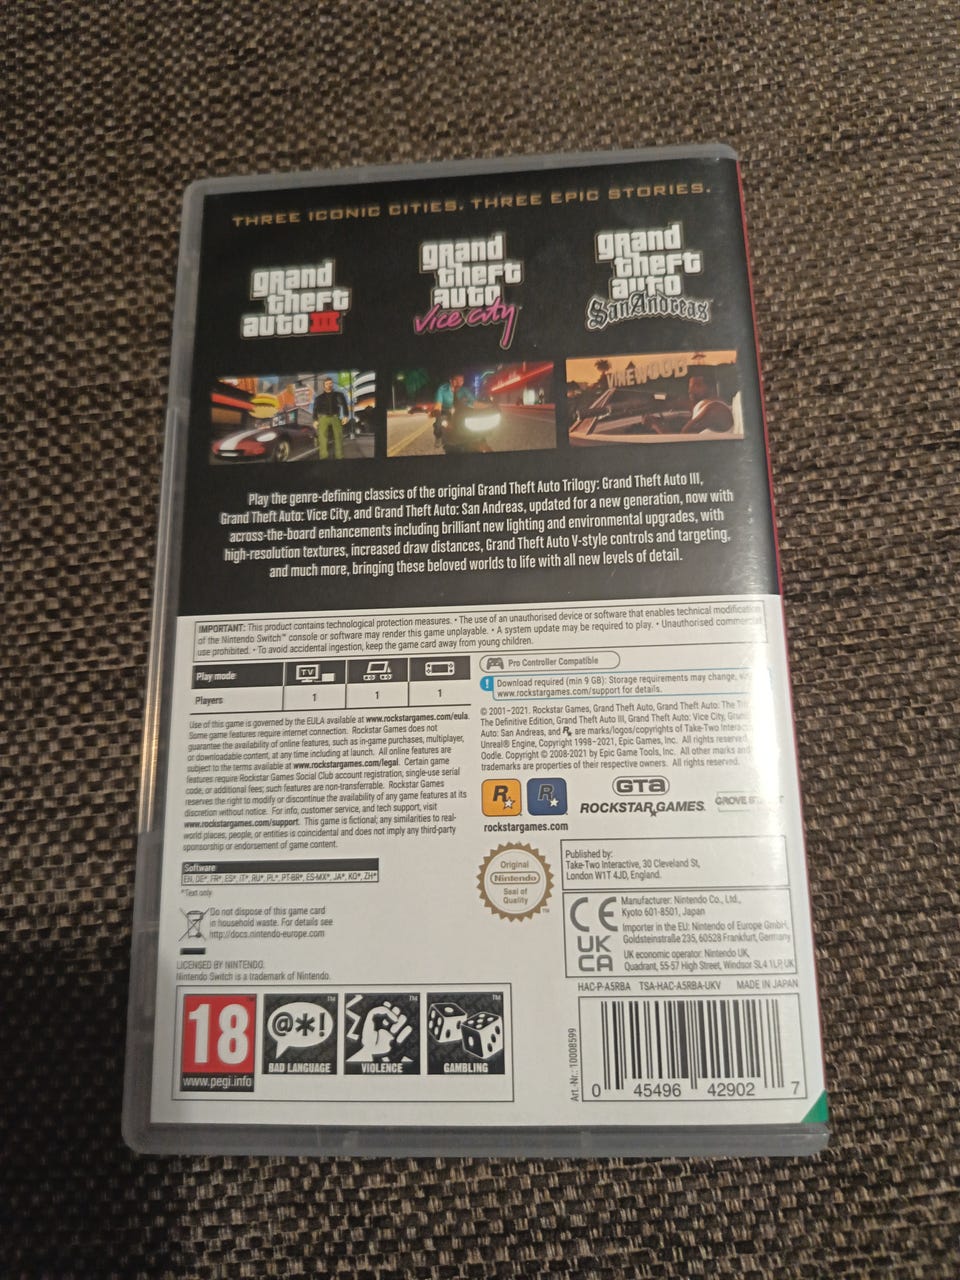 THREE ICONIC CITIES. THREE EPIC STORIES.
grand
theft
auto III
grand
theft
auto
Vice City
grand
theft
auto
San Andreas
VINEWOOD
Play the genre-defining classics of the original Grand Theft Auto Trilogy: Grand Theft Auto III,
Grand Theft Auto: Vice City, and Grand Theft Auto: San Andreas, updated for a new generation, now with
across-the-board enhancements including brilliant new lighting and environmental upgrades, with
high-resolution textures, increased draw distances, Grand Theft Auto V-style controls and targeting,
and much more, bringing these beloved worlds to life with all new levels of detail.
IMPORTANT: This product contains technological protection measures. • The use of an unauthorised device or software that enables technical modification
of the Nintendo Switch™ console or software may render this game unplayable. • A system update may be required to play. • Unauthorised commercial
use prohibited. • To avoid accidental ingestion, keep the game card away from young children.
Play mode TV
Players 1 1 1
Pro Controller Compatible
! Download required (min 9 GB): Storage requirements may change,
www.rockstargames.com/support for details.
Use of this game is governed by the EULA available at www.rockstargames.com/eula.
Some game features require internet connection. Rockstar Games does not
guarantee the availability of online features, such as in-game purchases, multiplayer,
or downloadable content, at any time including at launch. All online features are
subject to the terms available at www.rockstargames.com/legal. Certain game
features require Rockstar Games Social Club account registration, single-use serial
code, or additional fees; such features are non-transferrable. Rockstar Games
reserves the right to modify or discontinue the availability of any game features at its
discretion without notice. For info, customer service, and tech support, visit
www.rockstargames.com/support. This game is fictional; any similarities to real-
world places, people, or entities is coincidental and does not imply any third-party
sponsorship or endorsement of game content.
© 2001-2021. Rockstar Games, Grand Theft Auto, Grand Theft Auto: The
The Definitive Edition, Grand Theft Auto III, Grand Theft Auto: Vice City,
Auto: San Andreas, and R★ are marks/logos/copyrights of Take-Two Interactive.
Unreal® Engine, Copyright 1998-2021, Epic Games, Inc. All rights reserved.
Oodle. Copyright © 2008-2021 by Epic Game Tools, Inc. All other marks and
trademarks are properties of their respective owners. All rights reserved.
R★ R★
rockstargames.com
GTA
ROCKSTAR GAMES
GROVE
Software
EN, DE*, FR*, ES*, IT*, RU*, PL*, PT-BR*, ES-MX*, JA*, KO*, ZH*
*Text only
Do not dispose of this game card
in household waste. For details see
http://docs.nintendo-europe.com
LICENSED BY NINTENDO.
Nintendo Switch is a trademark of Nintendo.
Original
Nintendo
Seal of
Quality
TM
Published by:
Take-Two Interactive, 30 Cleveland St,
London W1T 4JD, England.
CE
UK
CA
Manufacturer: Nintendo Co., Ltd.,
Kyoto 601-8501, Japan
Importer in the EU: Nintendo of Europe GmbH,
Goldsteinstraße 235, 60528 Frankfurt, Germany
UK economic operator: Nintendo UK,
Quadrant, 55-57 High Street, Windsor SL4 1LP, UK
HAC-P-A5RBA TSA-HAC-A5RBA-UKV MADE IN JAPAN
18
www.pegi.info
@*!
TM
BAD LANGUAGE
TM
VIOLENCE
TM
GAMBLING
Art.-Nr.: 10008599
0 45496 42902 7